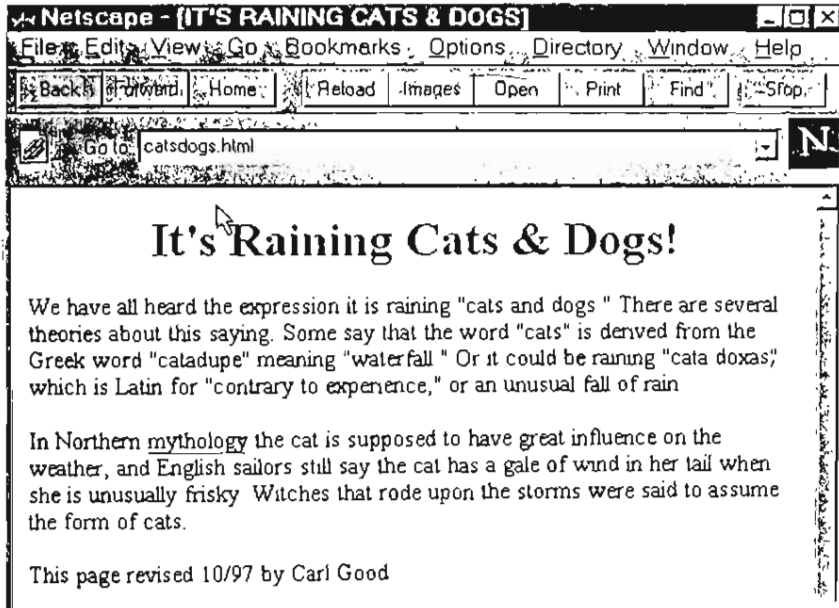 Netscape - [IT'S RAINING CATS & DOGS]
File Edit View Go Bookmarks Options Directory Window Help
Back Forward Home Reload Images Open Print Find Stop
Go to: catsdogs.html
N
It's Raining Cats & Dogs!
We have all heard the expression it is raining "cats and dogs " There are several
theories about this saying. Some say that the word "cats" is derived from the
Greek word "catadupe" meaning "waterfall " Or it could be raining "cata doxas,"
which is Latin for "contrary to experience," or an unusual fall of rain
In Northern mythology the cat is supposed to have great influence on the
weather, and English sailors still say the cat has a gale of wind in her tail when
she is unusually frisky Witches that rode upon the storms were said to assume
the form of cats.
This page revised 10/97 by Carl Good